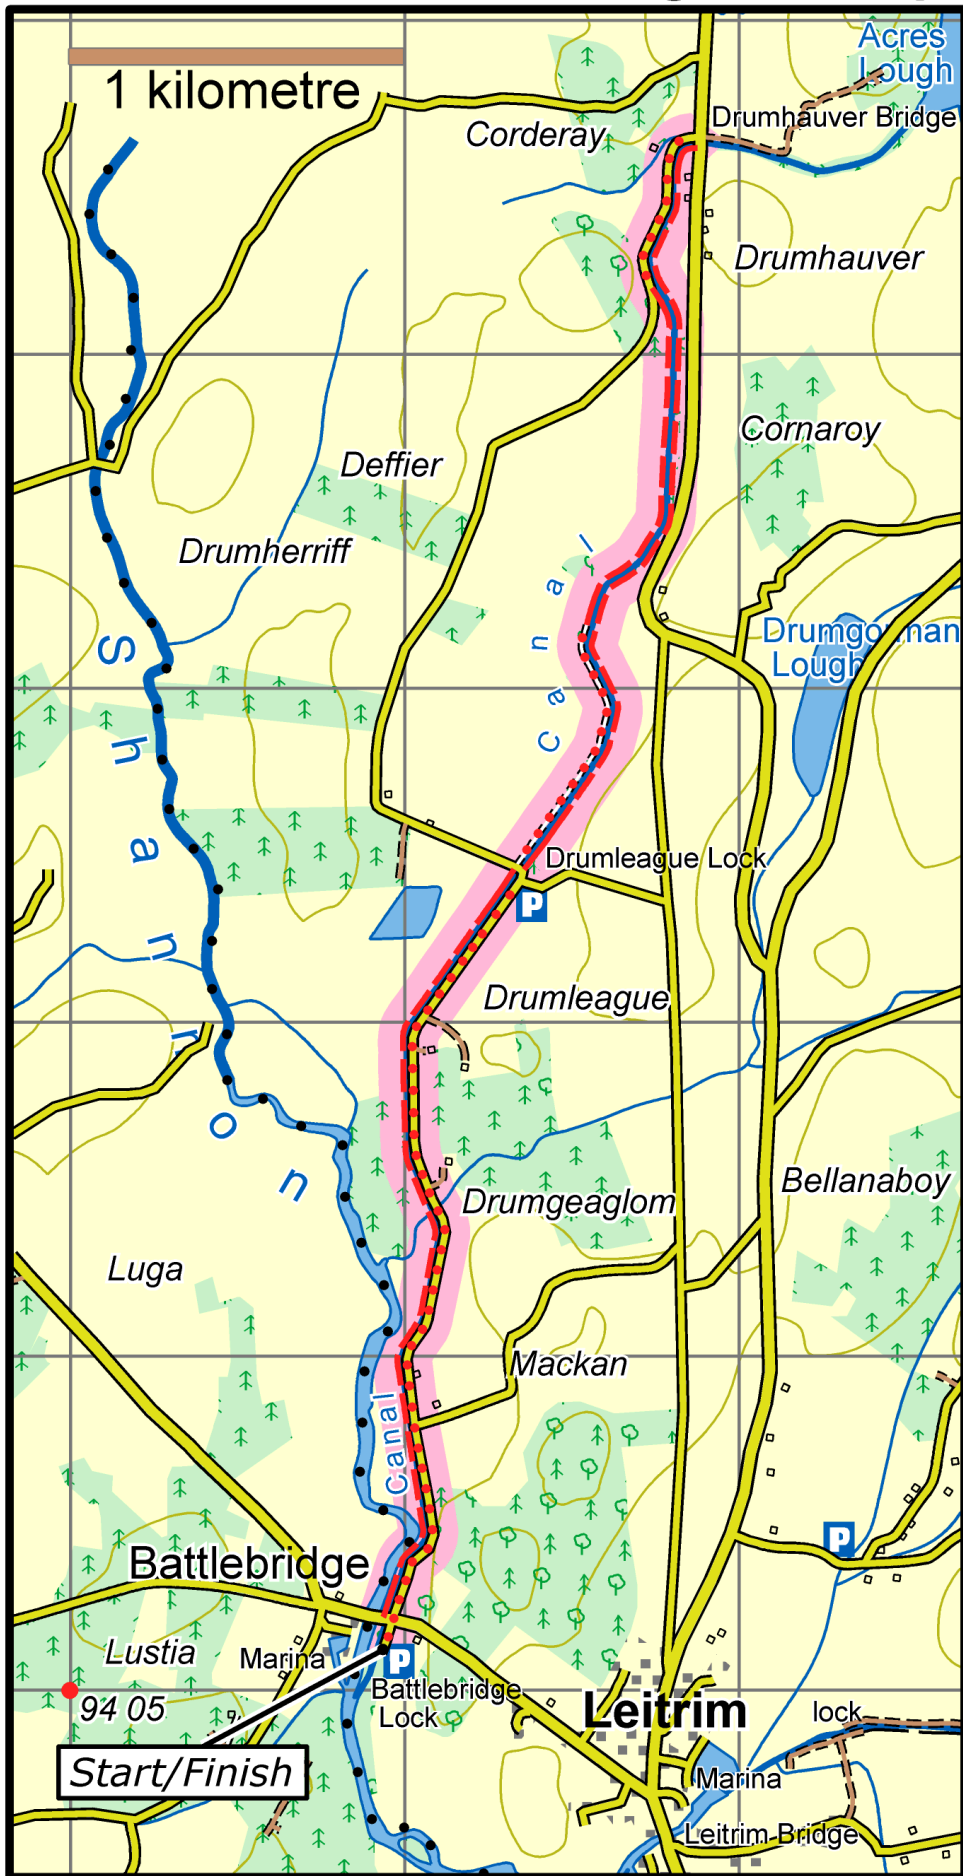 Acres
Lough
1 kilometre
Drumhauver Bridge
Corderay
Drumhauver
Cornaroy
Deffier
Drumherriff
Canal
Drumgorman
Lough
Shannon
Drumleague Lock
P
Drumleague
Bellanaboy
Drumgeaglom
Luga
Mackan
Canal
P
Battlebridge
Lustia
Marina
P
94 05
Battlebridge
Lock
Leitrim
lock
Start/Finish
Marina
Leitrim Bridge